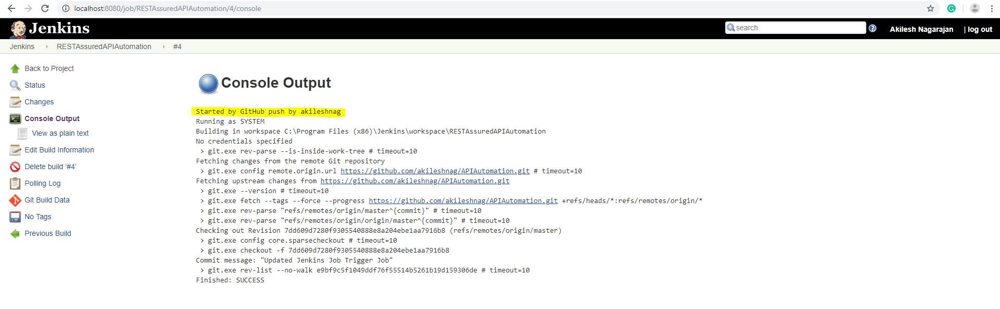 localhost:8080/job/RESTAssuredAPIAutomation/4/console
Jenkins
search
Akilesh Nagarajan | log out
Jenkins RESTAssuredAPIAutomation #4
Back to Project
Status
Changes
Console Output
View as plain text
Edit Build Information
Delete build ‘#4’
Polling Log
Git Build Data
No Tags
Previous Build
Console Output
Started by GitHub push by akileshnag
Running as SYSTEM
Building in workspace C:\Program Files (x86)\Jenkins\workspace\RESTAssuredAPIAutomation
No credentials specified
> git.exe rev-parse --is-inside-work-tree # timeout=10
Fetching changes from the remote Git repository
> git.exe config remote.origin.url https://github.com/akileshnag/APIAutomation.git # timeout=10
Fetching upstream changes from https://github.com/akileshnag/APIAutomation.git
> git.exe --version # timeout=10
> git.exe fetch --tags --force --progress https://github.com/akileshnag/APIAutomation.git +refs/heads/*:refs/remotes/origin/*
> git.exe rev-parse "refs/remotes/origin/master^{commit}" # timeout=10
> git.exe rev-parse "refs/remotes/origin/origin/master^{commit}" # timeout=10
Checking out Revision 7dd609d7280f9305540888e8a204ebe1aa7916b8 (refs/remotes/origin/master)
> git.exe config core.sparsecheckout # timeout=10
> git.exe checkout -f 7dd609d7280f9305540888e8a204ebe1aa7916b8
Commit message: "Updated Jenkins Job Trigger Job"
> git.exe rev-list --no-walk e9bf9c5f1049ddf76f55514b5261b19d159306de # timeout=10
Finished: SUCCESS